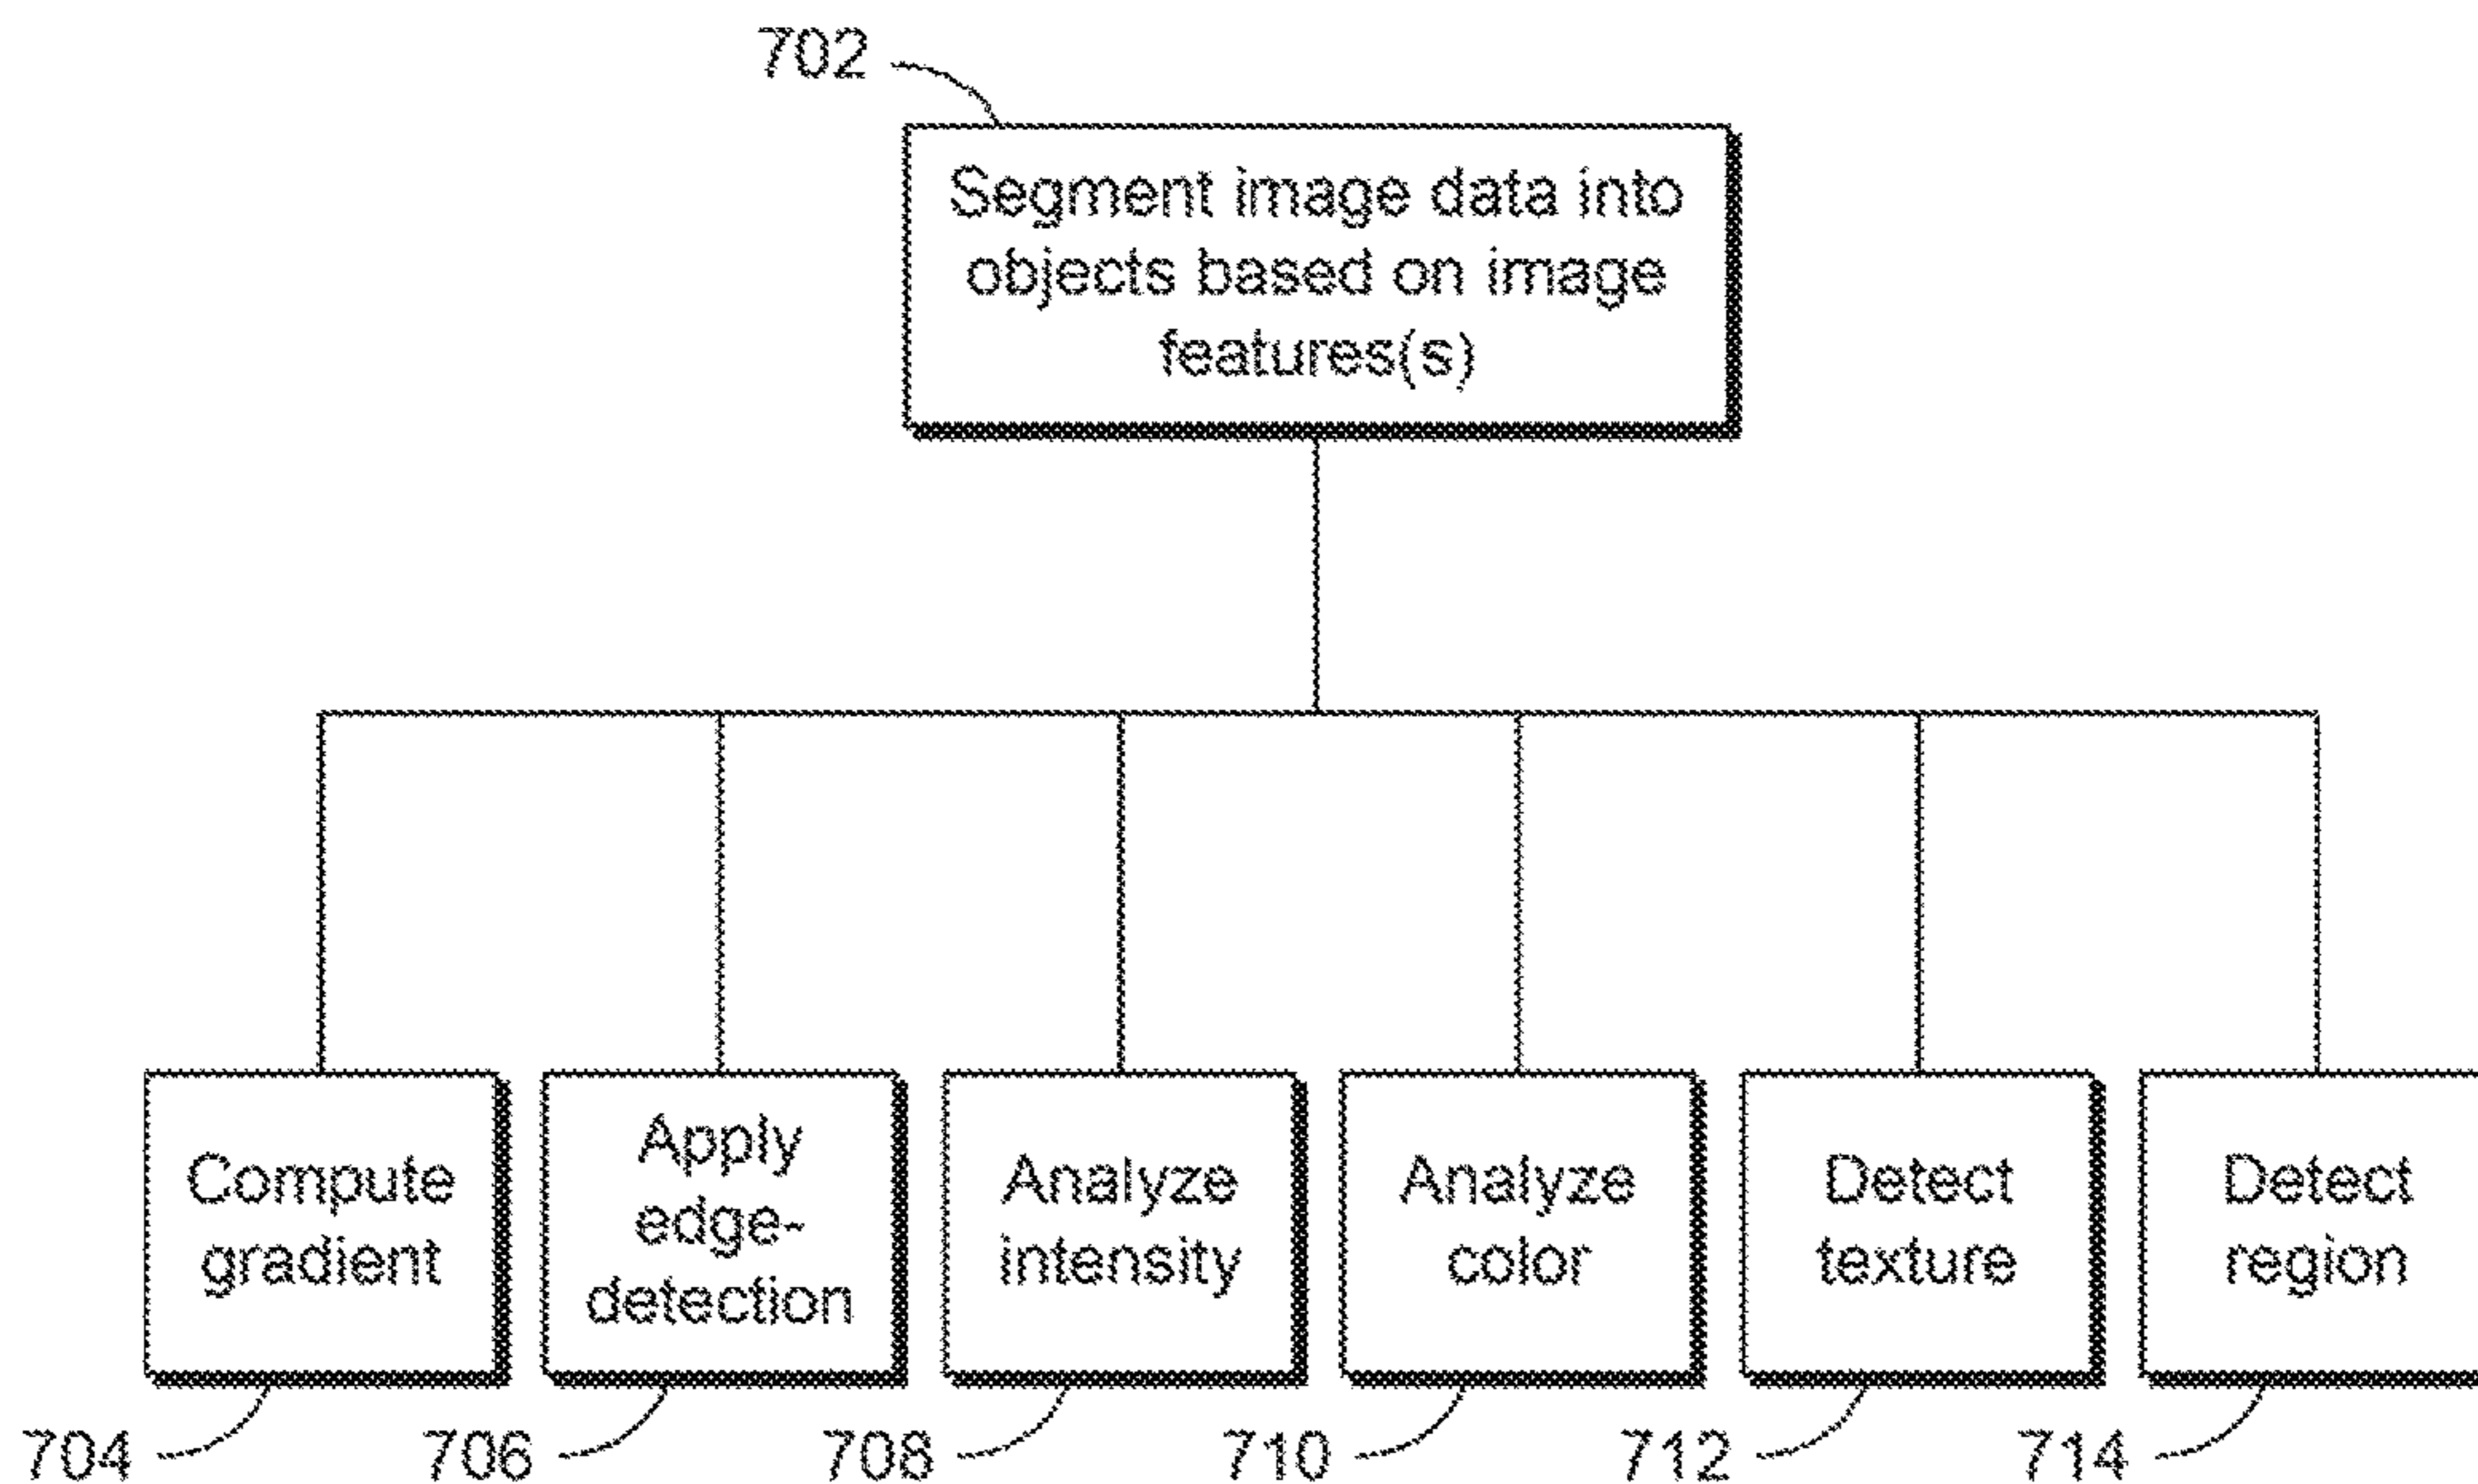 702
Segment image data into
objects based on image
features(s)
Compute
gradient
Apply
edge-
detection
Analyze
intensity
Analyze
color
Detect
texture
Detect
region
704
706
708
710
712
714